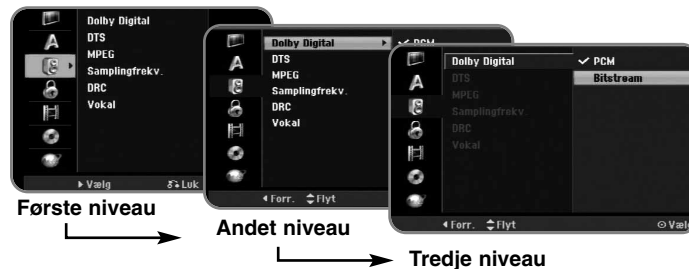 Dolby Digital
DTS
MPEG
Samplingfrekv.
DRC
Vokal
Vælg
Luk
Første niveau
Dolby Digital
PCM
DTS
MPEG
Samplingfrekv.
DRC
Vokal
Forr.
Flyt
Andet niveau
Dolby Digital
PCM
DTS
Bitstream
MPEG
Samplingfrekv
DRC
Vokal
Forr.
Flyt
Vælg
Tredje niveau